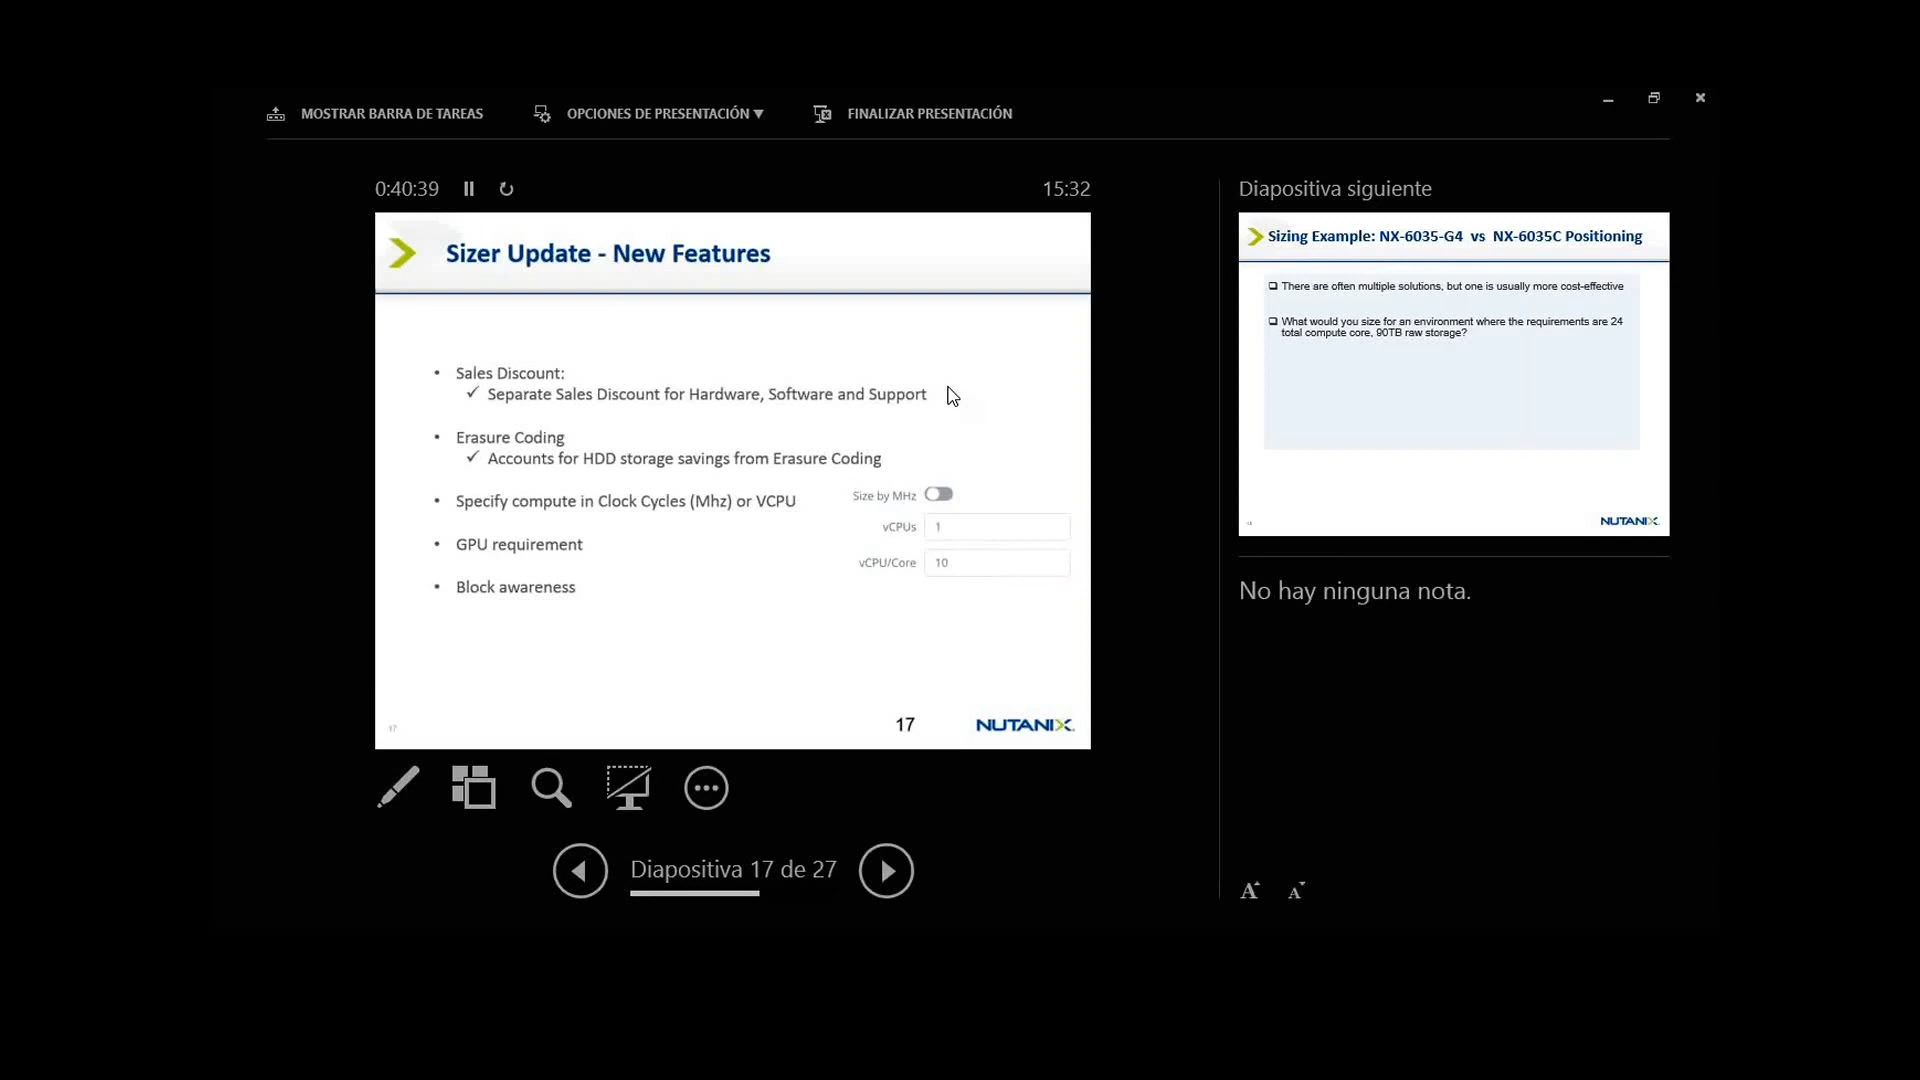 MOSTRAR BARRA DE TAREAS
OPCIONES DE PRESENTACIÓN
FINALIZAR PRESENTACIÓN
0:40:39
15:32
Sizer Update - New Features
• Sales Discount:
✓ Separate Sales Discount for Hardware, Software and Support
• Erasure Coding
✓ Accounts for HDD storage savings from Erasure Coding
• Specify compute in Clock Cycles (Mhz) or VCPU
Size by MHz
vCPUs 1
vCPU/Core 10
• GPU requirement
• Block awareness
17
17
NUTANIX
Diapositiva 17 de 27
Diapositiva siguiente
Sizing Example: NX-6035-G4 vs NX-6035C Positioning
There are often multiple solutions, but one is usually more cost-effective
What would you size for an environment where the requirements are 24
total compute core, 90TB raw storage?
NUTANIX
No hay ninguna nota.
A A